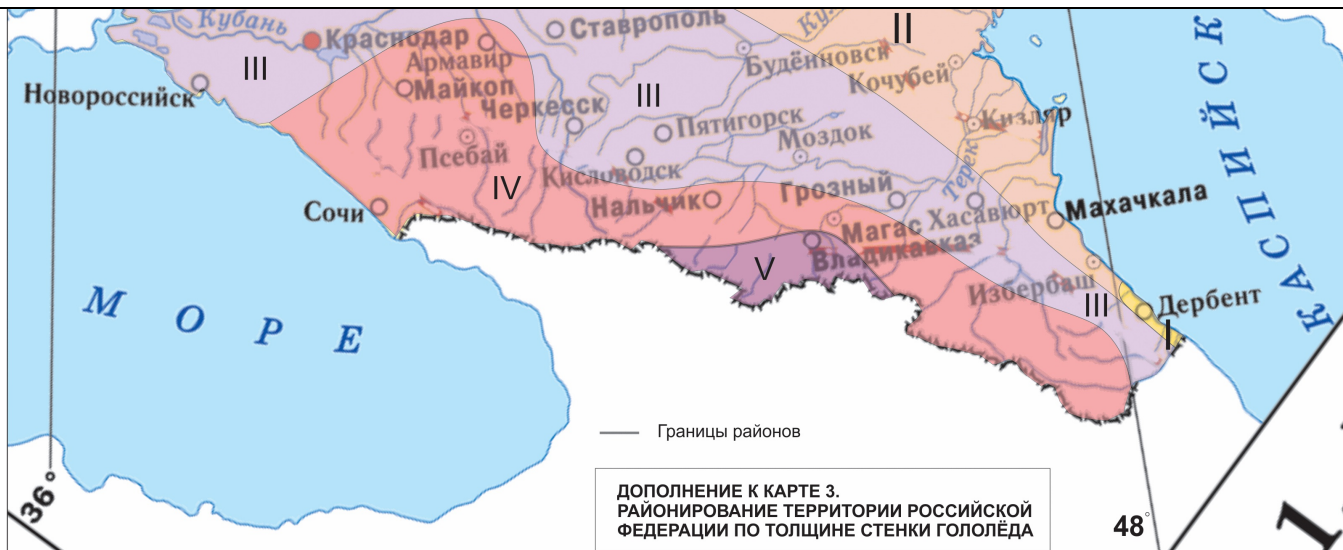 Кубань
Краснодар
Ставрополь
II
Армавир
Будённовск
III
Кочубей
Новороссийск
Майкоп
Черкесск
III
Пятигорск
Моздок
Кизляр
Терек
Псебай
Кисловодск
IV
Нальчик
Грозный
Хасавюрт
Махачкала
Сочи
Магас
Владикавказ
V
Избербаш
III
Дербент
I
КАСПИЙСК
МОРЕ
Границы районов
ДОПОЛНЕНИЕ К КАРТЕ 3.
РАЙОНИРОВАНИЕ ТЕРРИТОРИИ РОССИЙСКОЙ
ФЕДЕРАЦИИ ПО ТОЛЩИНЕ СТЕНКИ ГОЛОЛЁДА
36°
48°